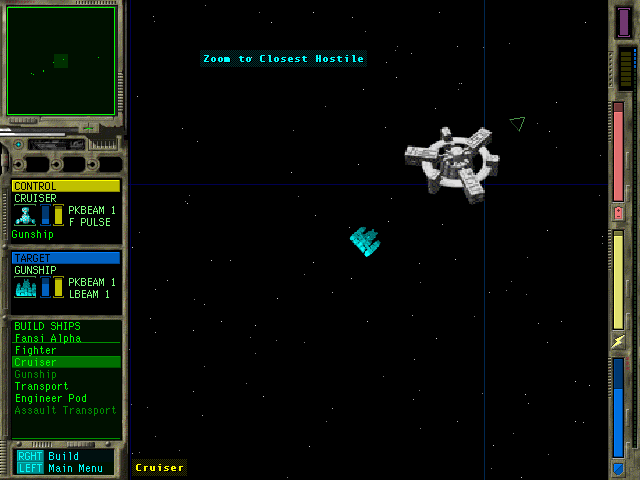 Zoom to Closest Hostile
CONTROL
CRUISER
PKBEAM 1
F PULSE
Gunship
TARGET
GUNSHIP
PKBEAM 1
LBEAM 1
BUILD SHIPS
Fansi Alpha
Fighter
Cruiser
Gunship
Transport
Engineer Pod
Assault Transport
RGHT Build
LEFT Main Menu
Cruiser